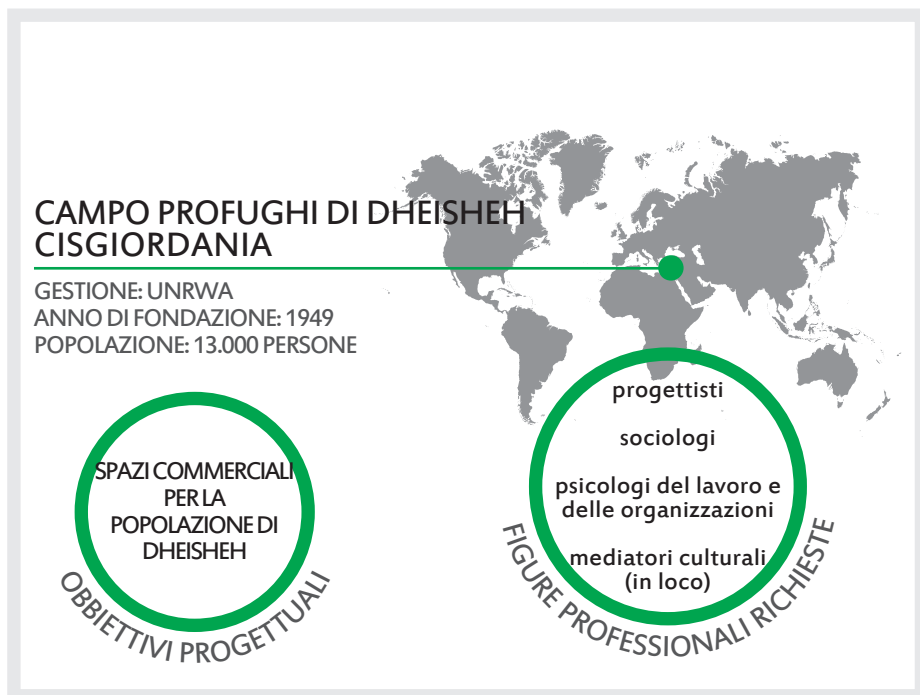 CAMPO PROFUGHI DI DHEISHEH
CISGIORDANIA
GESTIONE: UNRWA
ANNO DI FONDAZIONE: 1949
POPOLAZIONE: 13.000 PERSONE
SPAZI COMMERCIALI
PER LA
POPOLAZIONE DI
DHEISHEH
OBBIETTIVI PROGETTUALI
progettisti
sociologi
psicologi del lavoro e
delle organizzazioni
mediatori culturali
(in loco)
FIGURE PROFESSIONALI RICHIESTE